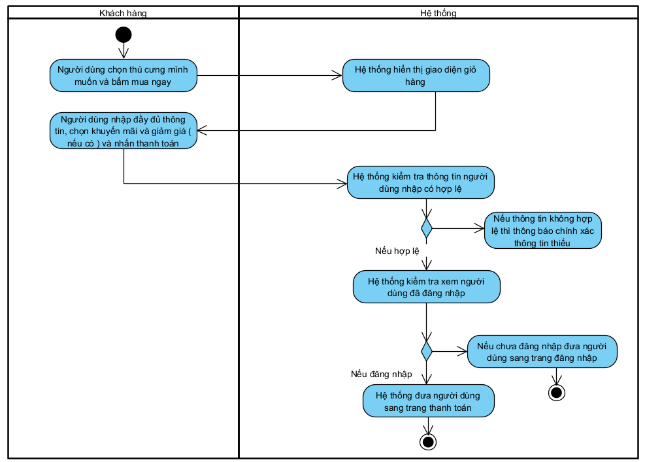 Khách hàng
Hệ thống
Người dùng chọn thú cưng mình
muốn và bấm mua ngay
Hệ thống hiển thị giao diện giỏ
hàng
Người dùng nhập đầy đủ thông
tin, chọn khuyến mãi và giảm giá (
nếu có ) và nhấn thanh toán
Hệ thống kiểm tra thông tin người
dùng nhập có hợp lệ
Nếu thông tin không hợp
lệ thì thông báo chính xác
thông tin thiếu
Nếu hợp lệ
Hệ thống kiểm tra xem người
dùng đã đăng nhập
Nếu chưa đăng nhập đưa người
dùng sang trang đăng nhập
Nếu đăng nhập
Hệ thống đưa người dùng
sang trang thanh toán